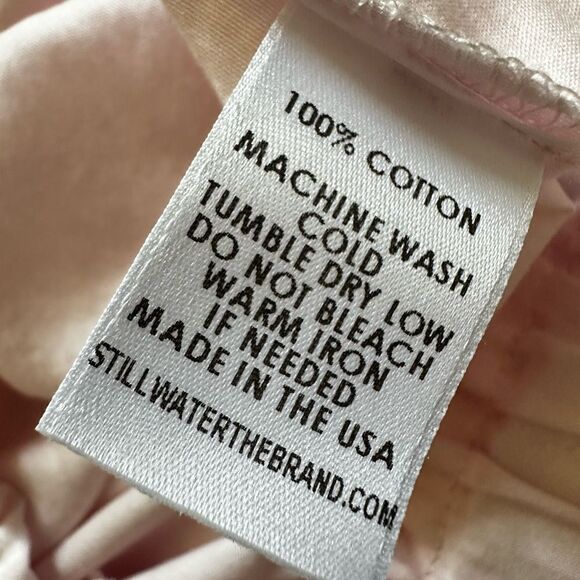 100% COTTON
MACHINE WASH
COLD
TUMBLE DRY LOW
DO NOT BLEACH
WARM IRON
IF NEEDED
MADE IN THE USA
STILLWATERTHEBRAND.COM